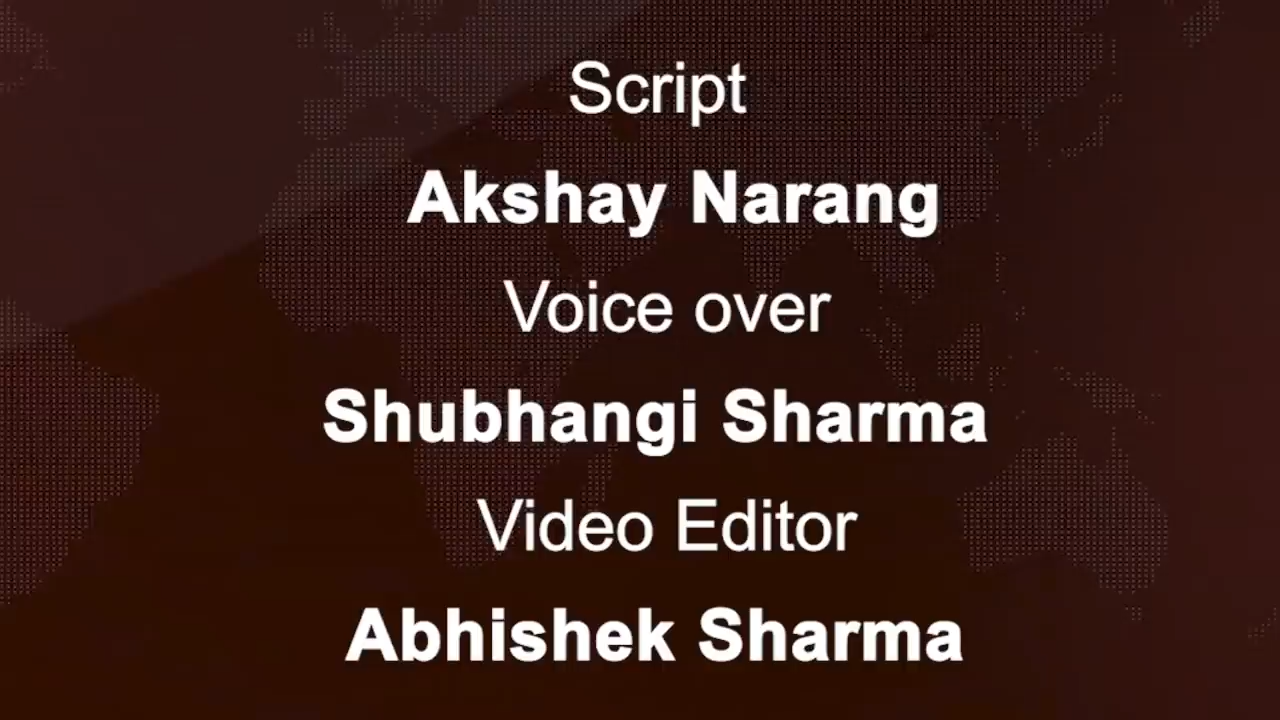 Script
Akshay Narang
Voice over
Shubhangi Sharma
Video Editor
Abhishek Sharma